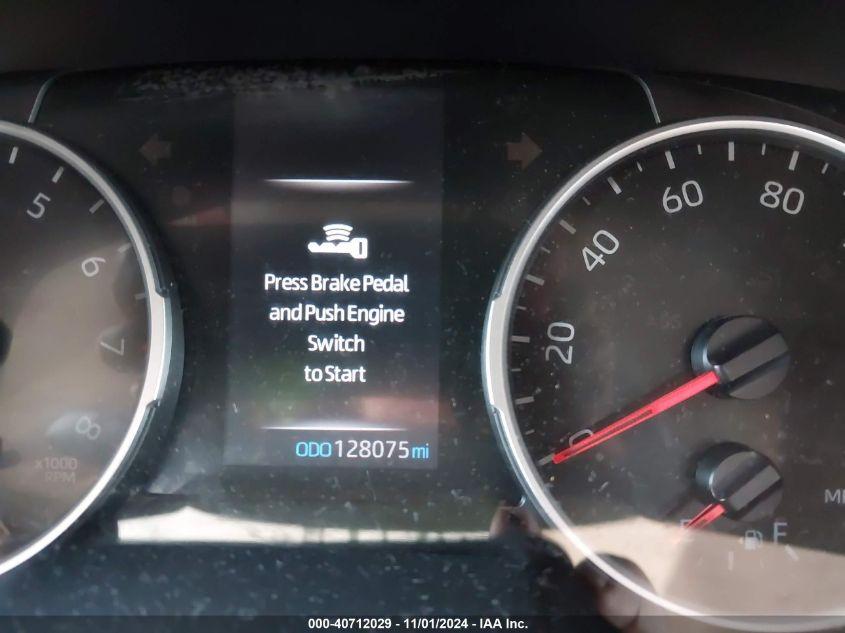 5
6
7
8
x1000
RPM
Press Brake Pedal
and Push Engine
Switch
to Start
ODO 128075 mi
0
20
40
60
80
E
F
000-40712029 - 11/01/2024 - IAA Inc.